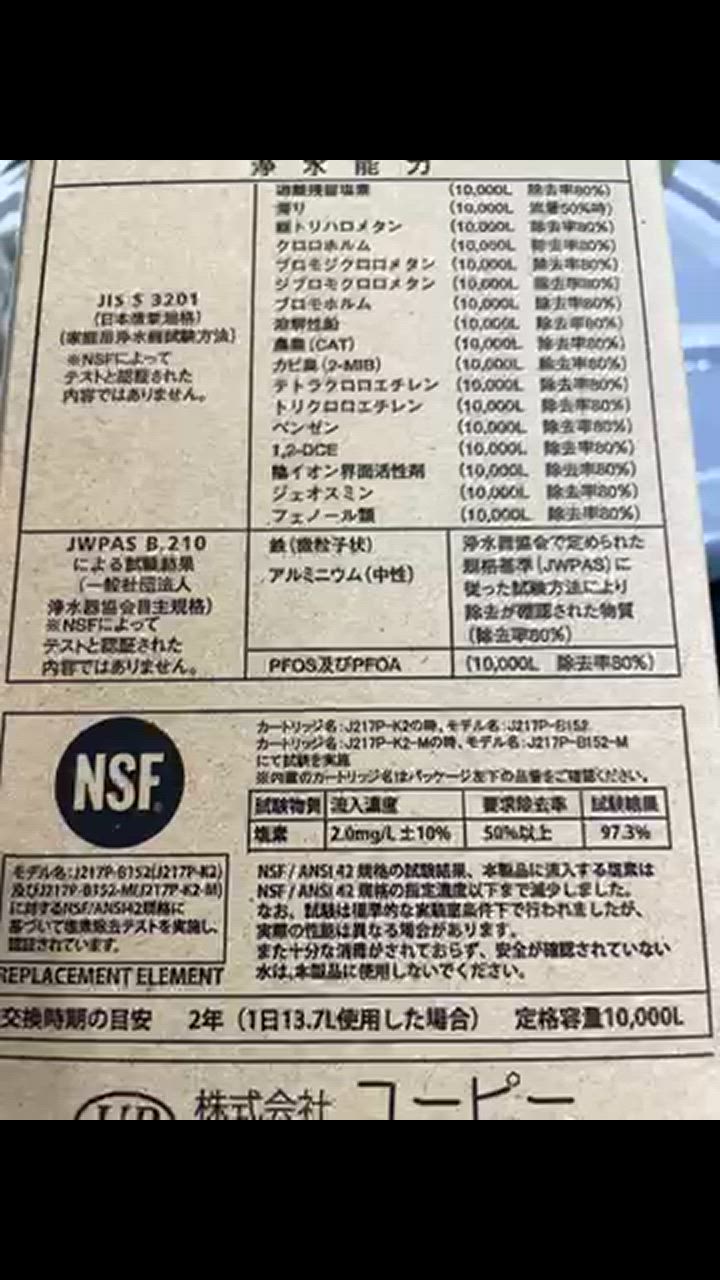 浄水能力
JIS S 3201
(日本産業規格)
(家庭用浄水器試験方法)
※NSFによって
テストと認証された
内容ではありません。
遊離残留塩素 (10,000L 除去率80%)
濁り (10,000L 流量50%時)
総トリハロメタン (10,000L 除去率80%)
クロロホルム (10,000L 除去率80%)
ブロモジクロロメタン (10,000L 除去率80%)
ジブロモクロロメタン (10,000L 除去率80%)
ブロモホルム (10,000L 除去率80%)
溶解性鉛 (10,000L 除去率80%)
農薬(CAT) (10,000L 除去率80%)
カビ臭(2-MIB) (10,000L 除去率80%)
テトラクロロエチレン (10,000L 除去率80%)
トリクロロエチレン (10,000L 除去率80%)
ベンゼン (10,000L 除去率80%)
1,2-DCE (10,000L 除去率80%)
陰イオン界面活性剤 (10,000L 除去率80%)
ジェオスミン (10,000L 除去率80%)
フェノール類 (10,000L 除去率80%)
JWPAS B.210
による試験結果
(一般社団法人
浄水器協会自主規格)
※NSFによって
テストと認証された
内容ではありません。
鉄(微粒子状)
アルミニウム(中性)
浄水器協会で定められた
規格基準(JWPAS)に
従った試験方法により
除去が確認された物質
(除去率80%)
PFOS及びPFOA (10,000L 除去率80%)
NSF®
カートリッジ名:J217P-K2の時、モデル名:J217P-B152
カートリッジ名:J217P-K2-Mの時、モデル名:J217P-B152-M
にて試験を実施
※内蔵のカートリッジ名はパッケージ左下の品番をご確認ください。
試験物質 流入濃度 要求除去率 試験結果
塩素 2.0mg/L ±10% 50%以上 97.3%
モデル名:J217P-B152(J217P-K2)
及びJ217P-B152-M(J217P-K2-M)
に対するNSF/ANSI42規格に
基づいて塩素除去テストを実施し、
認証されています。
REPLACEMENT ELEMENT
NSF/ANSI 42 規格の試験結果、本製品に流入する塩素は
NSF/ANSI 42 規格の指定濃度以下まで減少しました。
なお、試験は標準的な実験室条件下で行われましたが、
実際の性能は異なる場合があります。
また十分な消毒がされておらず、安全が確認されていない
水は、本製品に使用しないでください。
交換時期の目安 2年(1日13.7L使用した場合) 定格容量10,000L
UP 株式会社 ユーピー